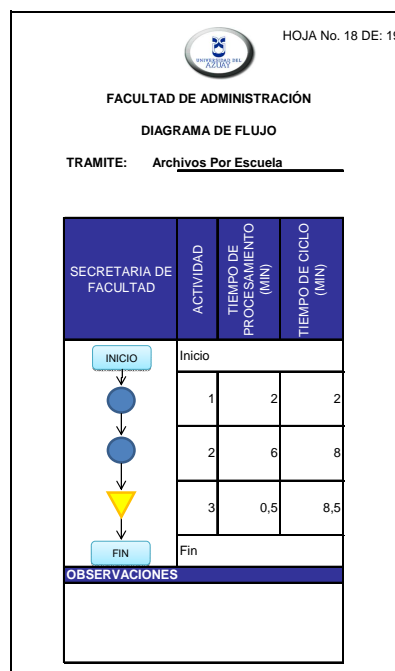 HOJA No. 18 DE: 19
UNIVERSIDAD DEL
AZUAY
FACULTAD DE ADMINISTRACIÓN
DIAGRAMA DE FLUJO
TRAMITE: Archivos Por Escuela
SECRETARIA DE
FACULTAD
ACTIVIDAD
TIEMPO DE
PROCESAMIENTO
(MIN)
TIEMPO DE CICLO
(MIN)
INICIO Inicio
1 2 2
2 6 8
3 0,5 8,5
FIN Fin
OBSERVACIONES